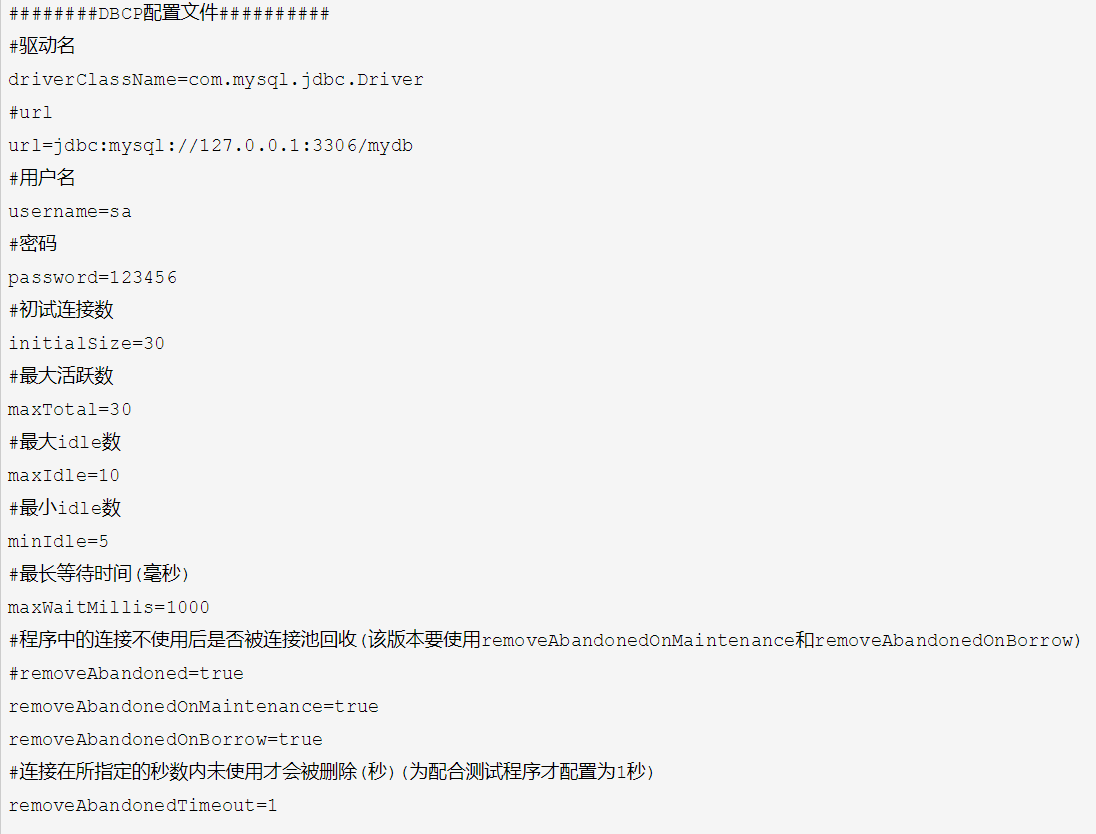 ########DBCP配置文件##########
#驱动名
driverClassName=com.mysql.jdbc.Driver
#url
url=jdbc:mysql://127.0.0.1:3306/mydb
#用户名
username=sa
#密码
password=123456
#初试连接数
initialSize=30
#最大活跃数
maxTotal=30
#最大idle数
maxIdle=10
#最小idle数
minIdle=5
#最长等待时间(毫秒)
maxWaitMillis=1000
#程序中的连接不使用后是否被连接池回收(该版本要使用removeAbandonedOnMaintenance和removeAbandonedOnBorrow)
#removeAbandoned=true
removeAbandonedOnMaintenance=true
removeAbandonedOnBorrow=true
#连接在所指定的秒数内未使用才会被删除(秒)(为配合测试程序才配置为1秒)
removeAbandonedTimeout=1